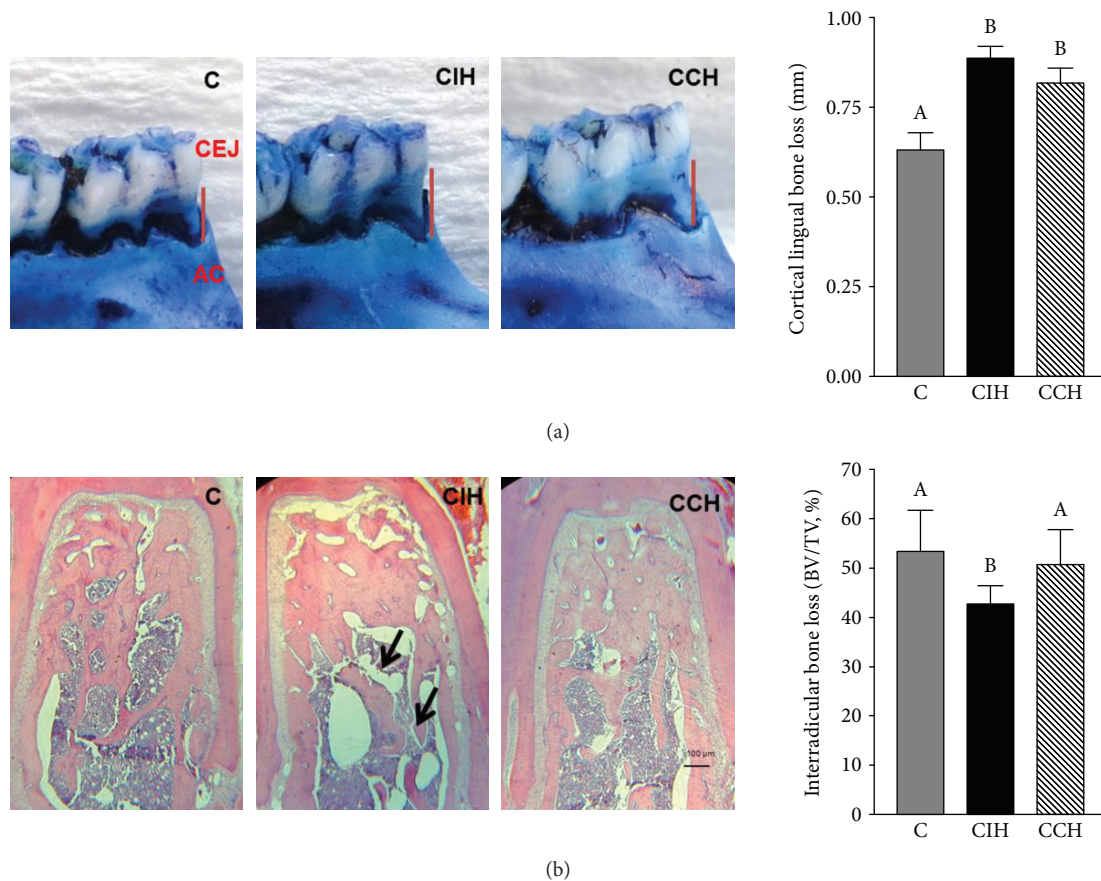 C
CEJ
AC
CIH
CCH
Cortical lingual bone loss (mm)
1.00
0.75
0.50
0.25
0.00
A
B
B
C
CIH
CCH
(a)
C
CIH
CCH
100 µm
Interradicular bone loss (BV/TV, %)
70
60
50
40
30
20
10
0
A
B
A
C
CIH
CCH
(b)